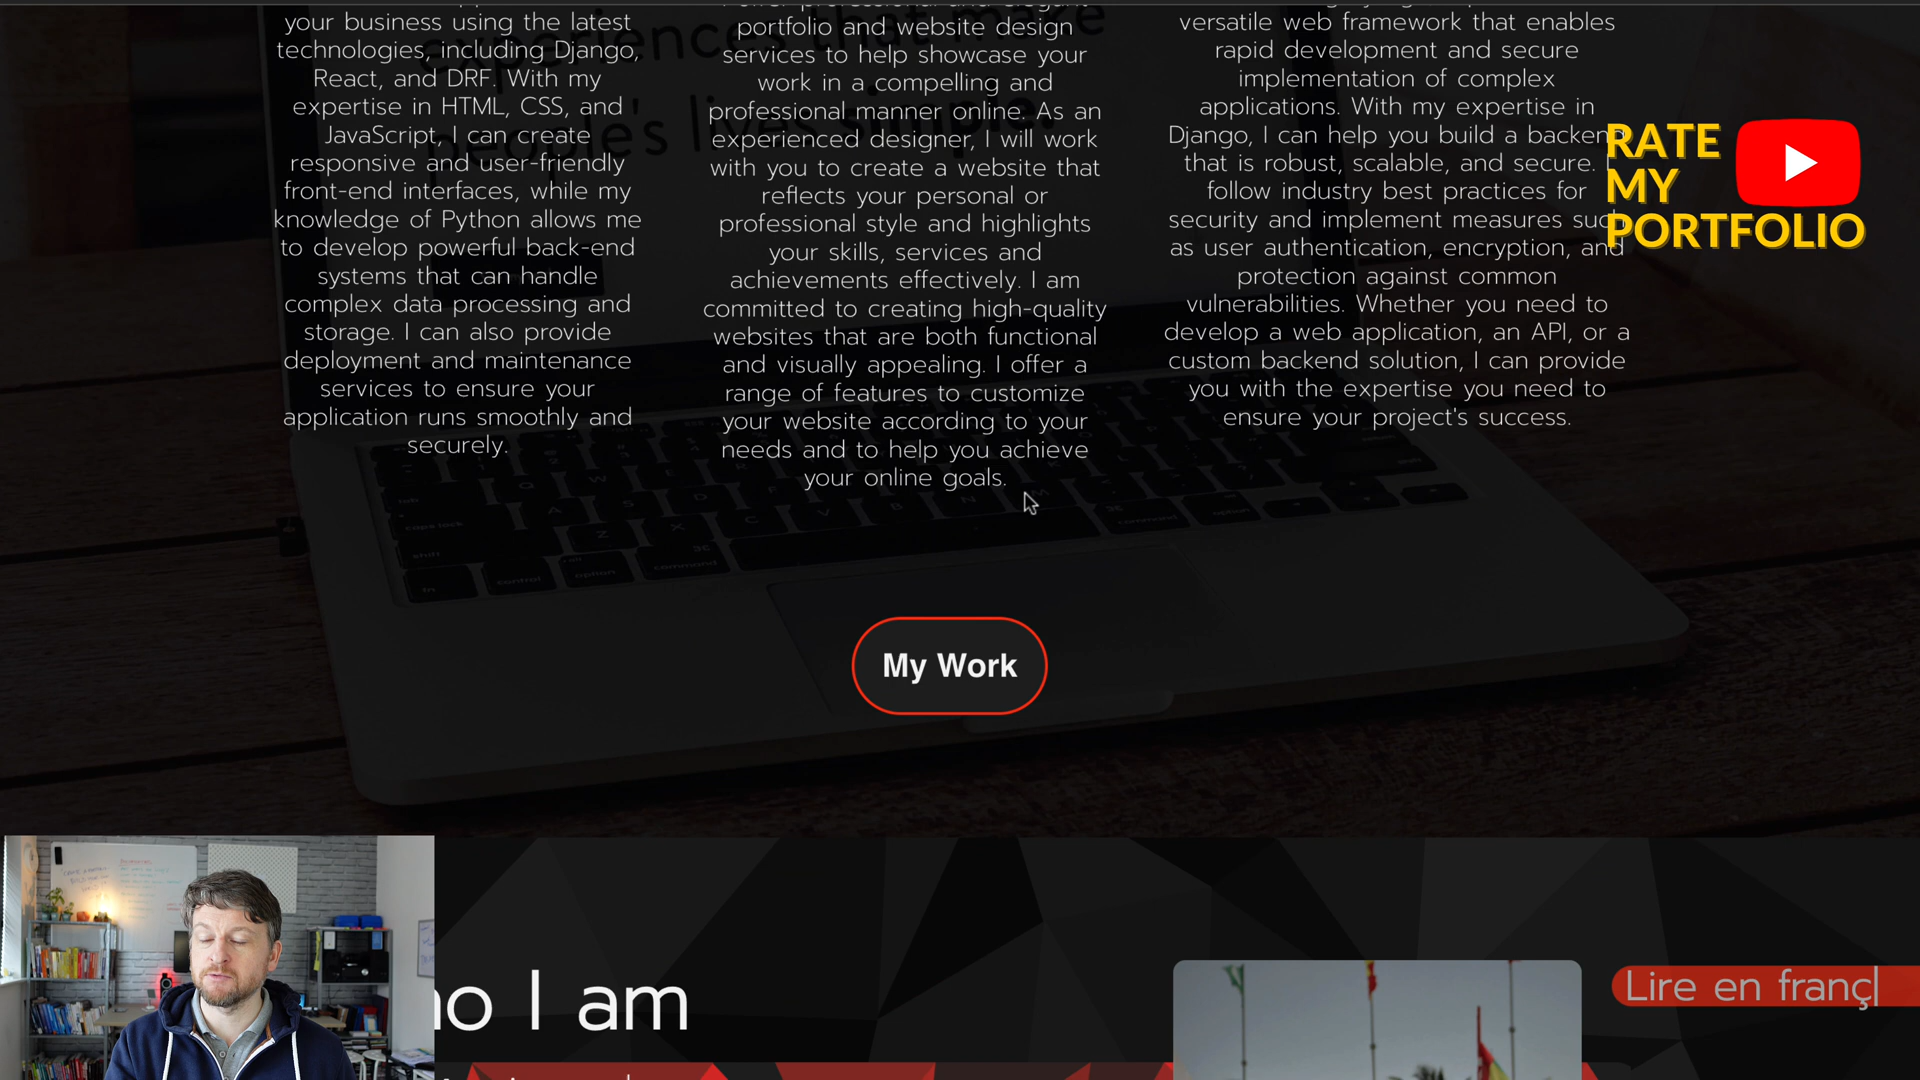 your business using the latest
technologies, including Django,
React, and DRF. With my
expertise in HTML, CSS, and
JavaScript, I can create
responsive and user-friendly
front-end interfaces, while my
knowledge of Python allows me
to develop powerful back-end
systems that can handle
complex data processing and
storage. I can also provide
deployment and maintenance
services to ensure your
application runs smoothly and
securely.
portfolio and website design
services to help showcase your
work in a compelling and
professional manner online. As an
experienced designer, I will work
with you to create a website that
reflects your personal or
professional style and highlights
your skills, services and
achievements effectively. I am
committed to creating high-quality
websites that are both functional
and visually appealing. I offer a
range of features to customize
your website according to your
needs and to help you achieve
your online goals.
versatile web framework that enables
rapid development and secure
implementation of complex
applications. With my expertise in
Django, I can help you build a backend
that is robust, scalable, and secure. I
follow industry best practices for
security and implement measures such
as user authentication, encryption, and
protection against common
vulnerabilities. Whether you need to
develop a web application, an API, or a
custom backend solution, I can provide
you with the expertise you need to
ensure your project's success.
RATE
MY
PORTFOLIO
experiences that make
people's lives simple.
My Work
o I am
Lire en franç